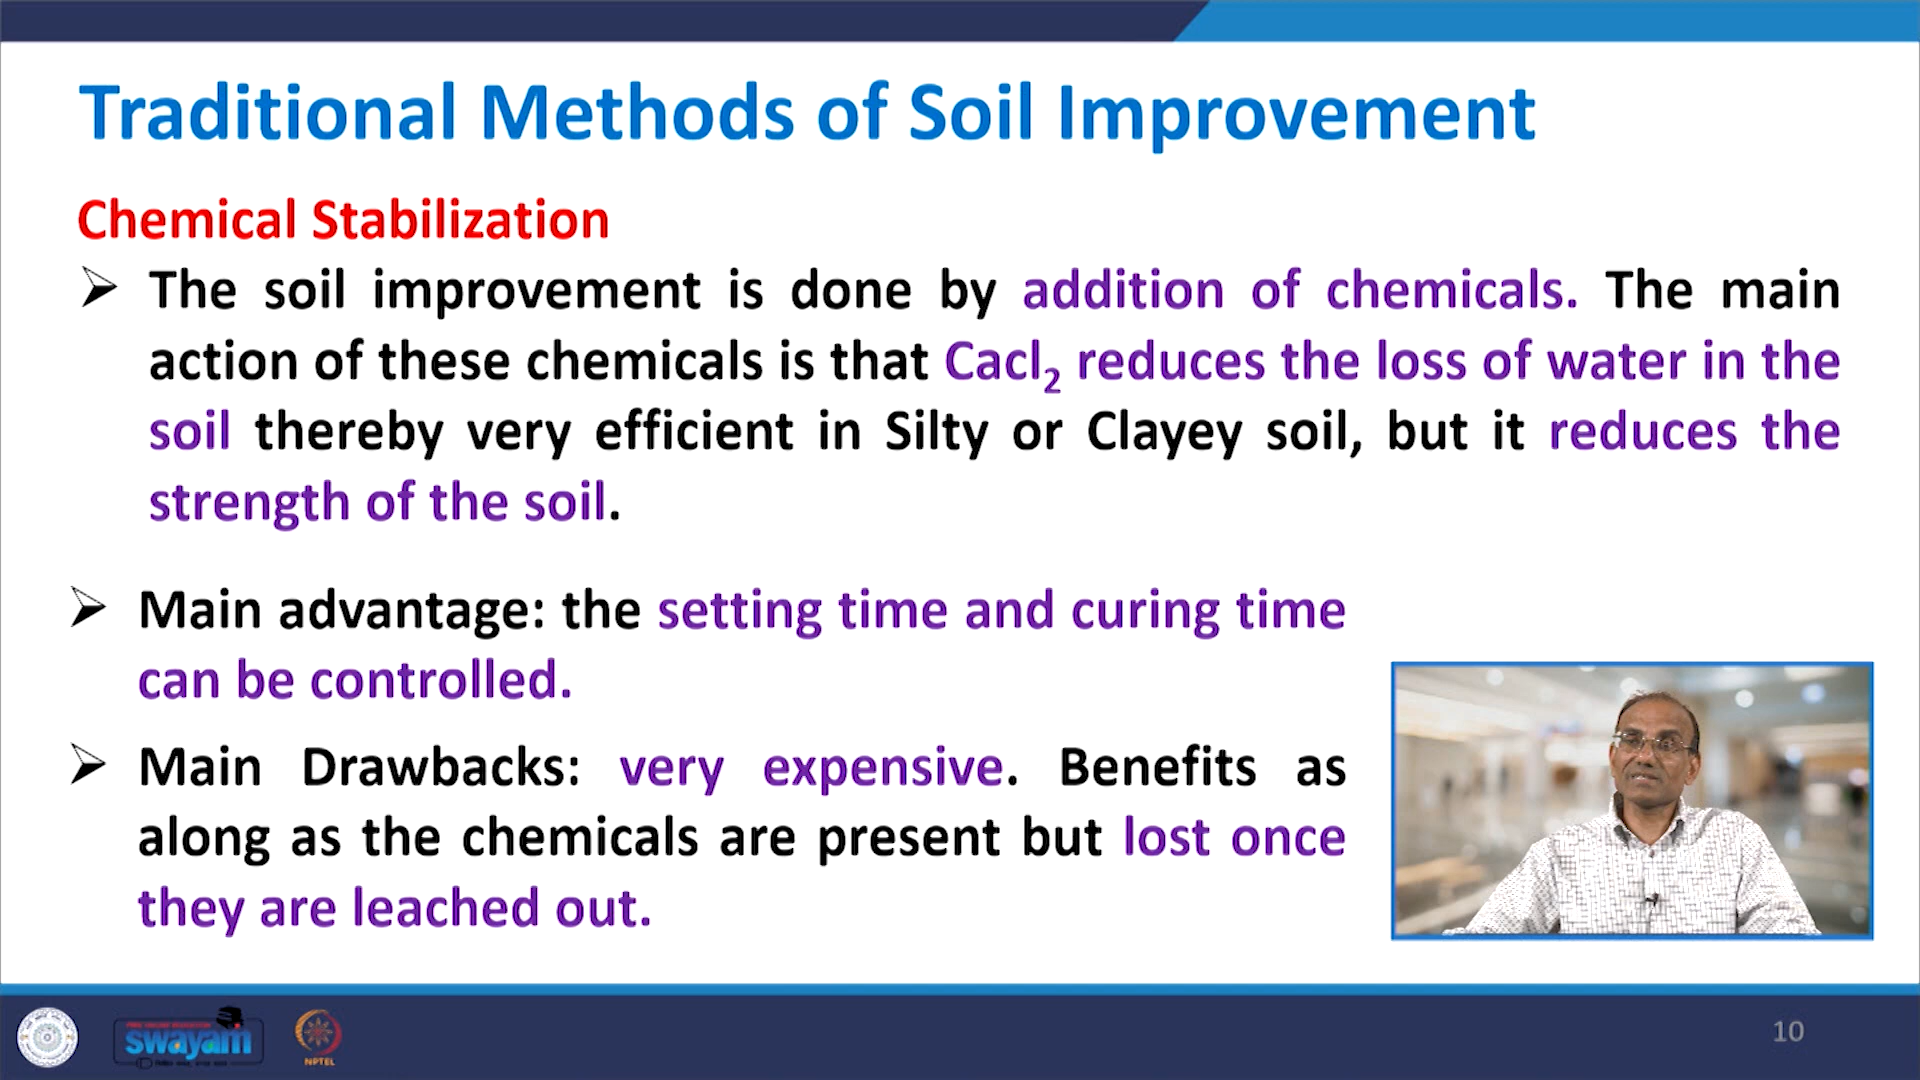 Traditional Methods of Soil Improvement
Chemical Stabilization
➢ The soil improvement is done by addition of chemicals. The main
action of these chemicals is that Cacl₂ reduces the loss of water in the
soil thereby very efficient in Silty or Clayey soil, but it reduces the
strength of the soil.
➢ Main advantage: the setting time and curing time
can be controlled.
➢ Main Drawbacks: very expensive. Benefits as
along as the chemicals are present but lost once
they are leached out.
swayam
NPTEL
10